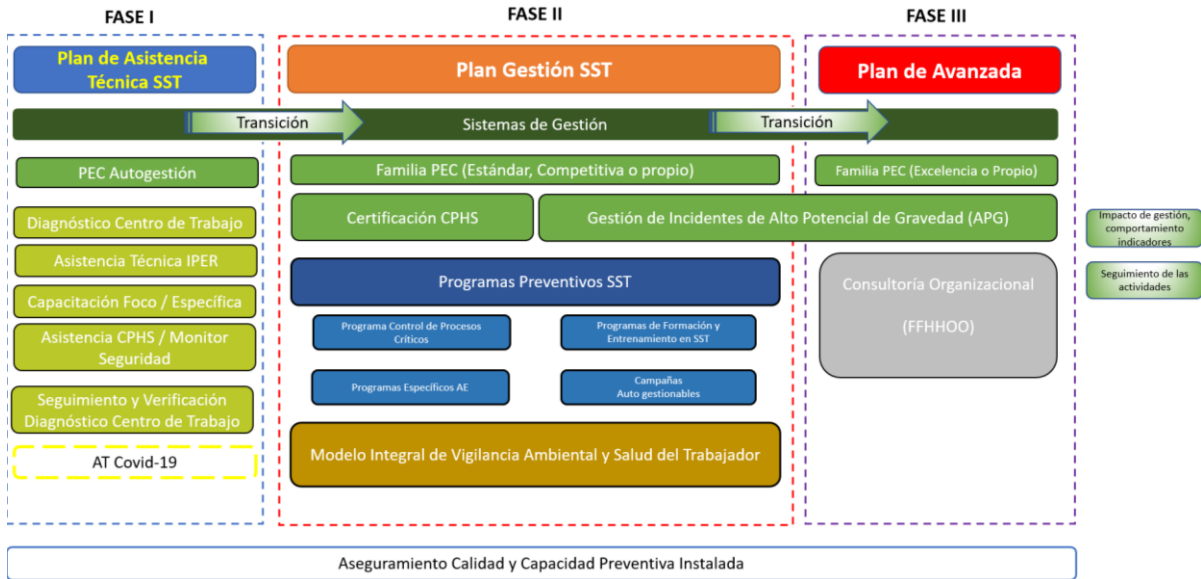 FASE I
FASE II
FASE III
Plan de Asistencia
Técnica SST
Plan Gestión SST
Plan de Avanzada
Transición
Sistemas de Gestión
Transición
PEC Autogestión
Familia PEC (Estándar, Competitiva o propio)
Familia PEC (Excelencia o Propio)
Diagnóstico Centro de Trabajo
Asistencia Técnica IPER
Capacitación Foco / Específica
Asistencia CPHS / Monitor
Seguridad
Seguimiento y Verificación
Diagnóstico Centro de Trabajo
AT Covid-19
Certificación CPHS
Gestión de Incidentes de Alto Potencial de Gravedad (APG)
Programas Preventivos SST
Programa Control de Procesos
Críticos
Programas de Formación y
Entrenamiento en SST
Programas Específicos AE
Campañas
Auto gestionables
Modelo Integral de Vigilancia Ambiental y Salud del Trabajador
Consultoría Organizacional
(FFHHOO)
Impacto de gestión,
comportamiento
indicadores
Seguimiento de las
actividades
Aseguramiento Calidad y Capacidad Preventiva Instalada